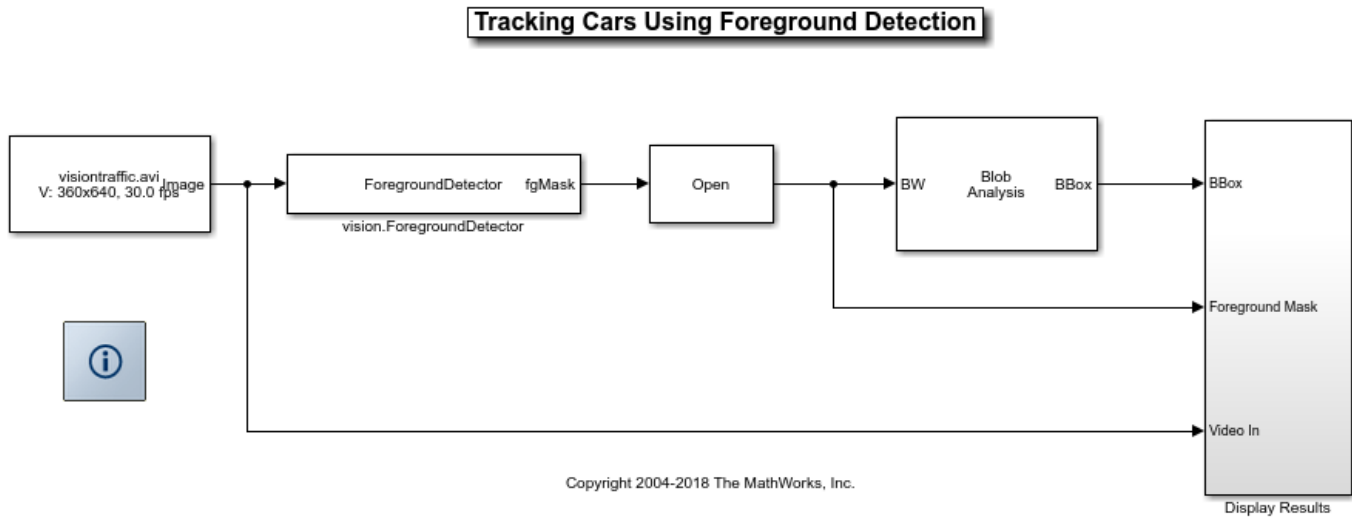 Tracking Cars Using Foreground Detection
visiontraffic.avi
V: 360x640, 30.0 fps
Image
ForegroundDetector
fgMask
vision.ForegroundDetector
Open
BW
Blob
Analysis
BBox
BBox
Foreground Mask
Video In
Display Results
Copyright 2004-2018 The MathWorks, Inc.